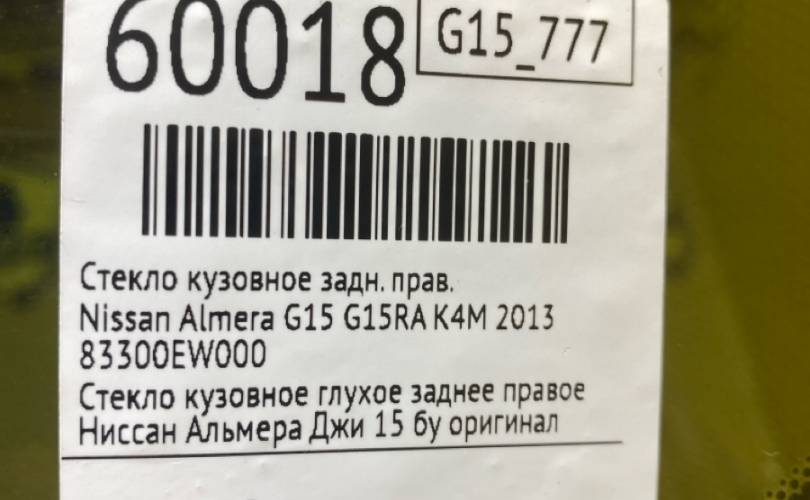 60018
G15_777
Стекло кузовное задн. прав.
Nissan Almera G15 G15RA K4M 2013
83300EW000
Стекло кузовное глухое заднее правое
Ниссан Альмера Джи 15 бу оригинал